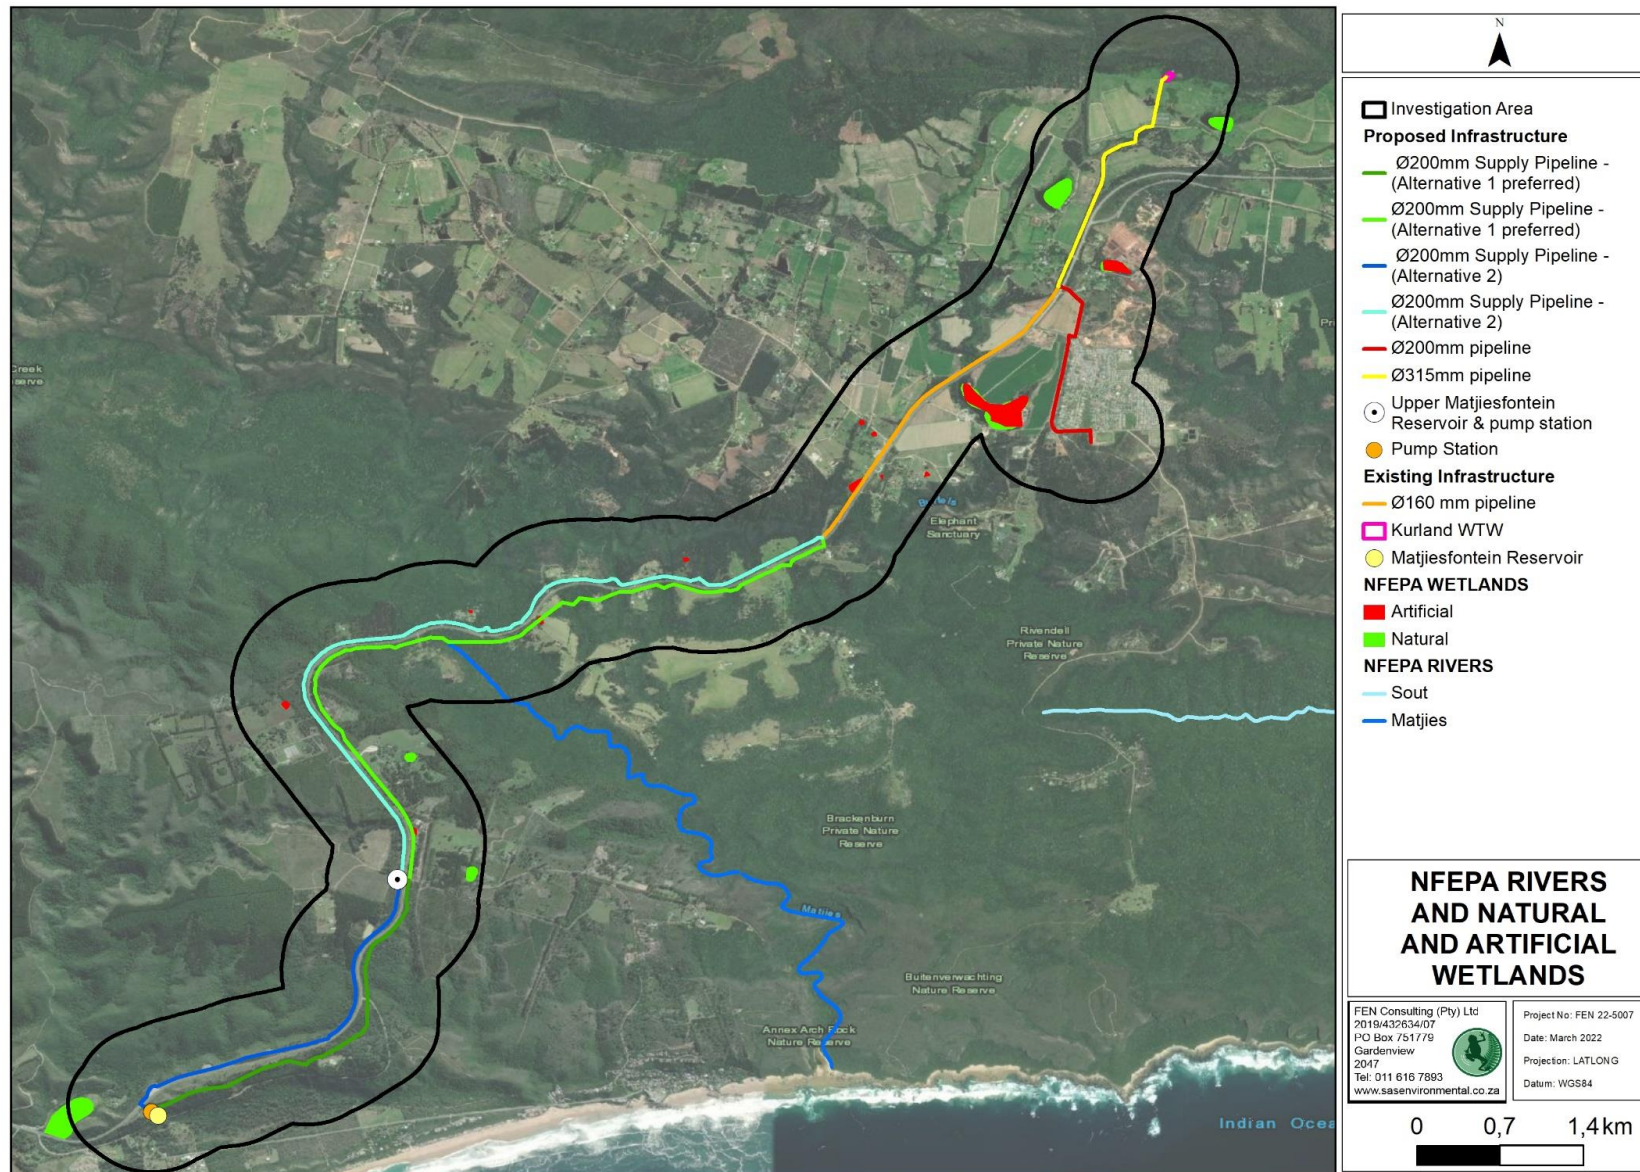 N
Investigation Area
Proposed Infrastructure
Ø200mm Supply Pipeline -
(Alternative 1 preferred)
Ø200mm Supply Pipeline -
(Alternative 1 preferred)
Ø200mm Supply Pipeline -
(Alternative 2)
Ø200mm Supply Pipeline -
(Alternative 2)
Ø200mm pipeline
Ø315mm pipeline
Upper Matjiesfontein
Reservoir & pump station
Pump Station
Existing Infrastructure
Ø160 mm pipeline
Kurland WTW
Matjiesfontein Reservoir
NFEPA WETLANDS
Artificial
Natural
NFEPA RIVERS
Sout
Matjies
NFEPA RIVERS
AND NATURAL
AND ARTIFICIAL
WETLANDS
FEN Consulting (Pty) Ltd
2019/432634/07
PO Box 751779
Gardenview
2047
Tel: 011 616 7893
www.sasenvironmental.co.za
Project No: FEN 22-5007
Date: March 2022
Projection: LATLONG
Datum: WGS84
0 0,7 1,4 km
Creek
Elephant
Sanctuary
Rivendell
Private Nature
Reserve
Brackenburn
Private Nature
Reserve
Matjies
Buitenverwachting
Nature Reserve
Annex Arch Rock
Nature Reserve
Indian Ocea